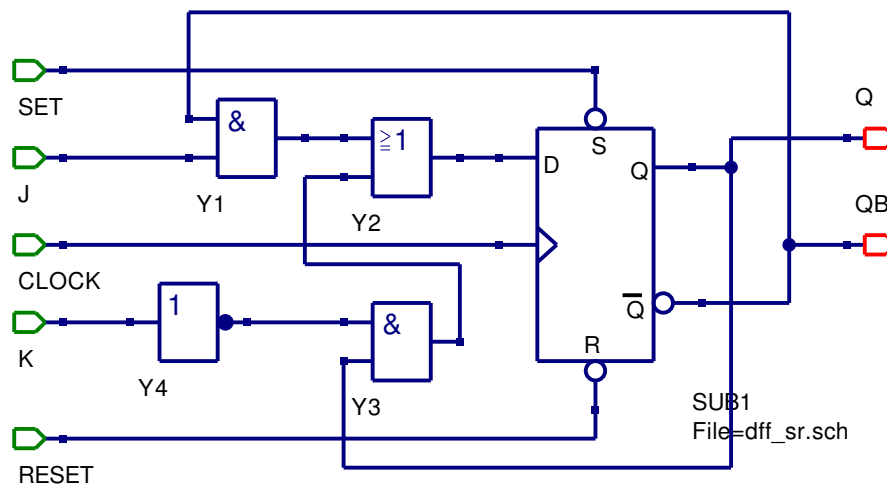 SET
&
Y1
≧1
Y2
J
CLOCK
1
Y4
K
&
Y3
RESET
S
D
Q
Q̅
R
SUB1
File=dff_sr.sch
Q
QB